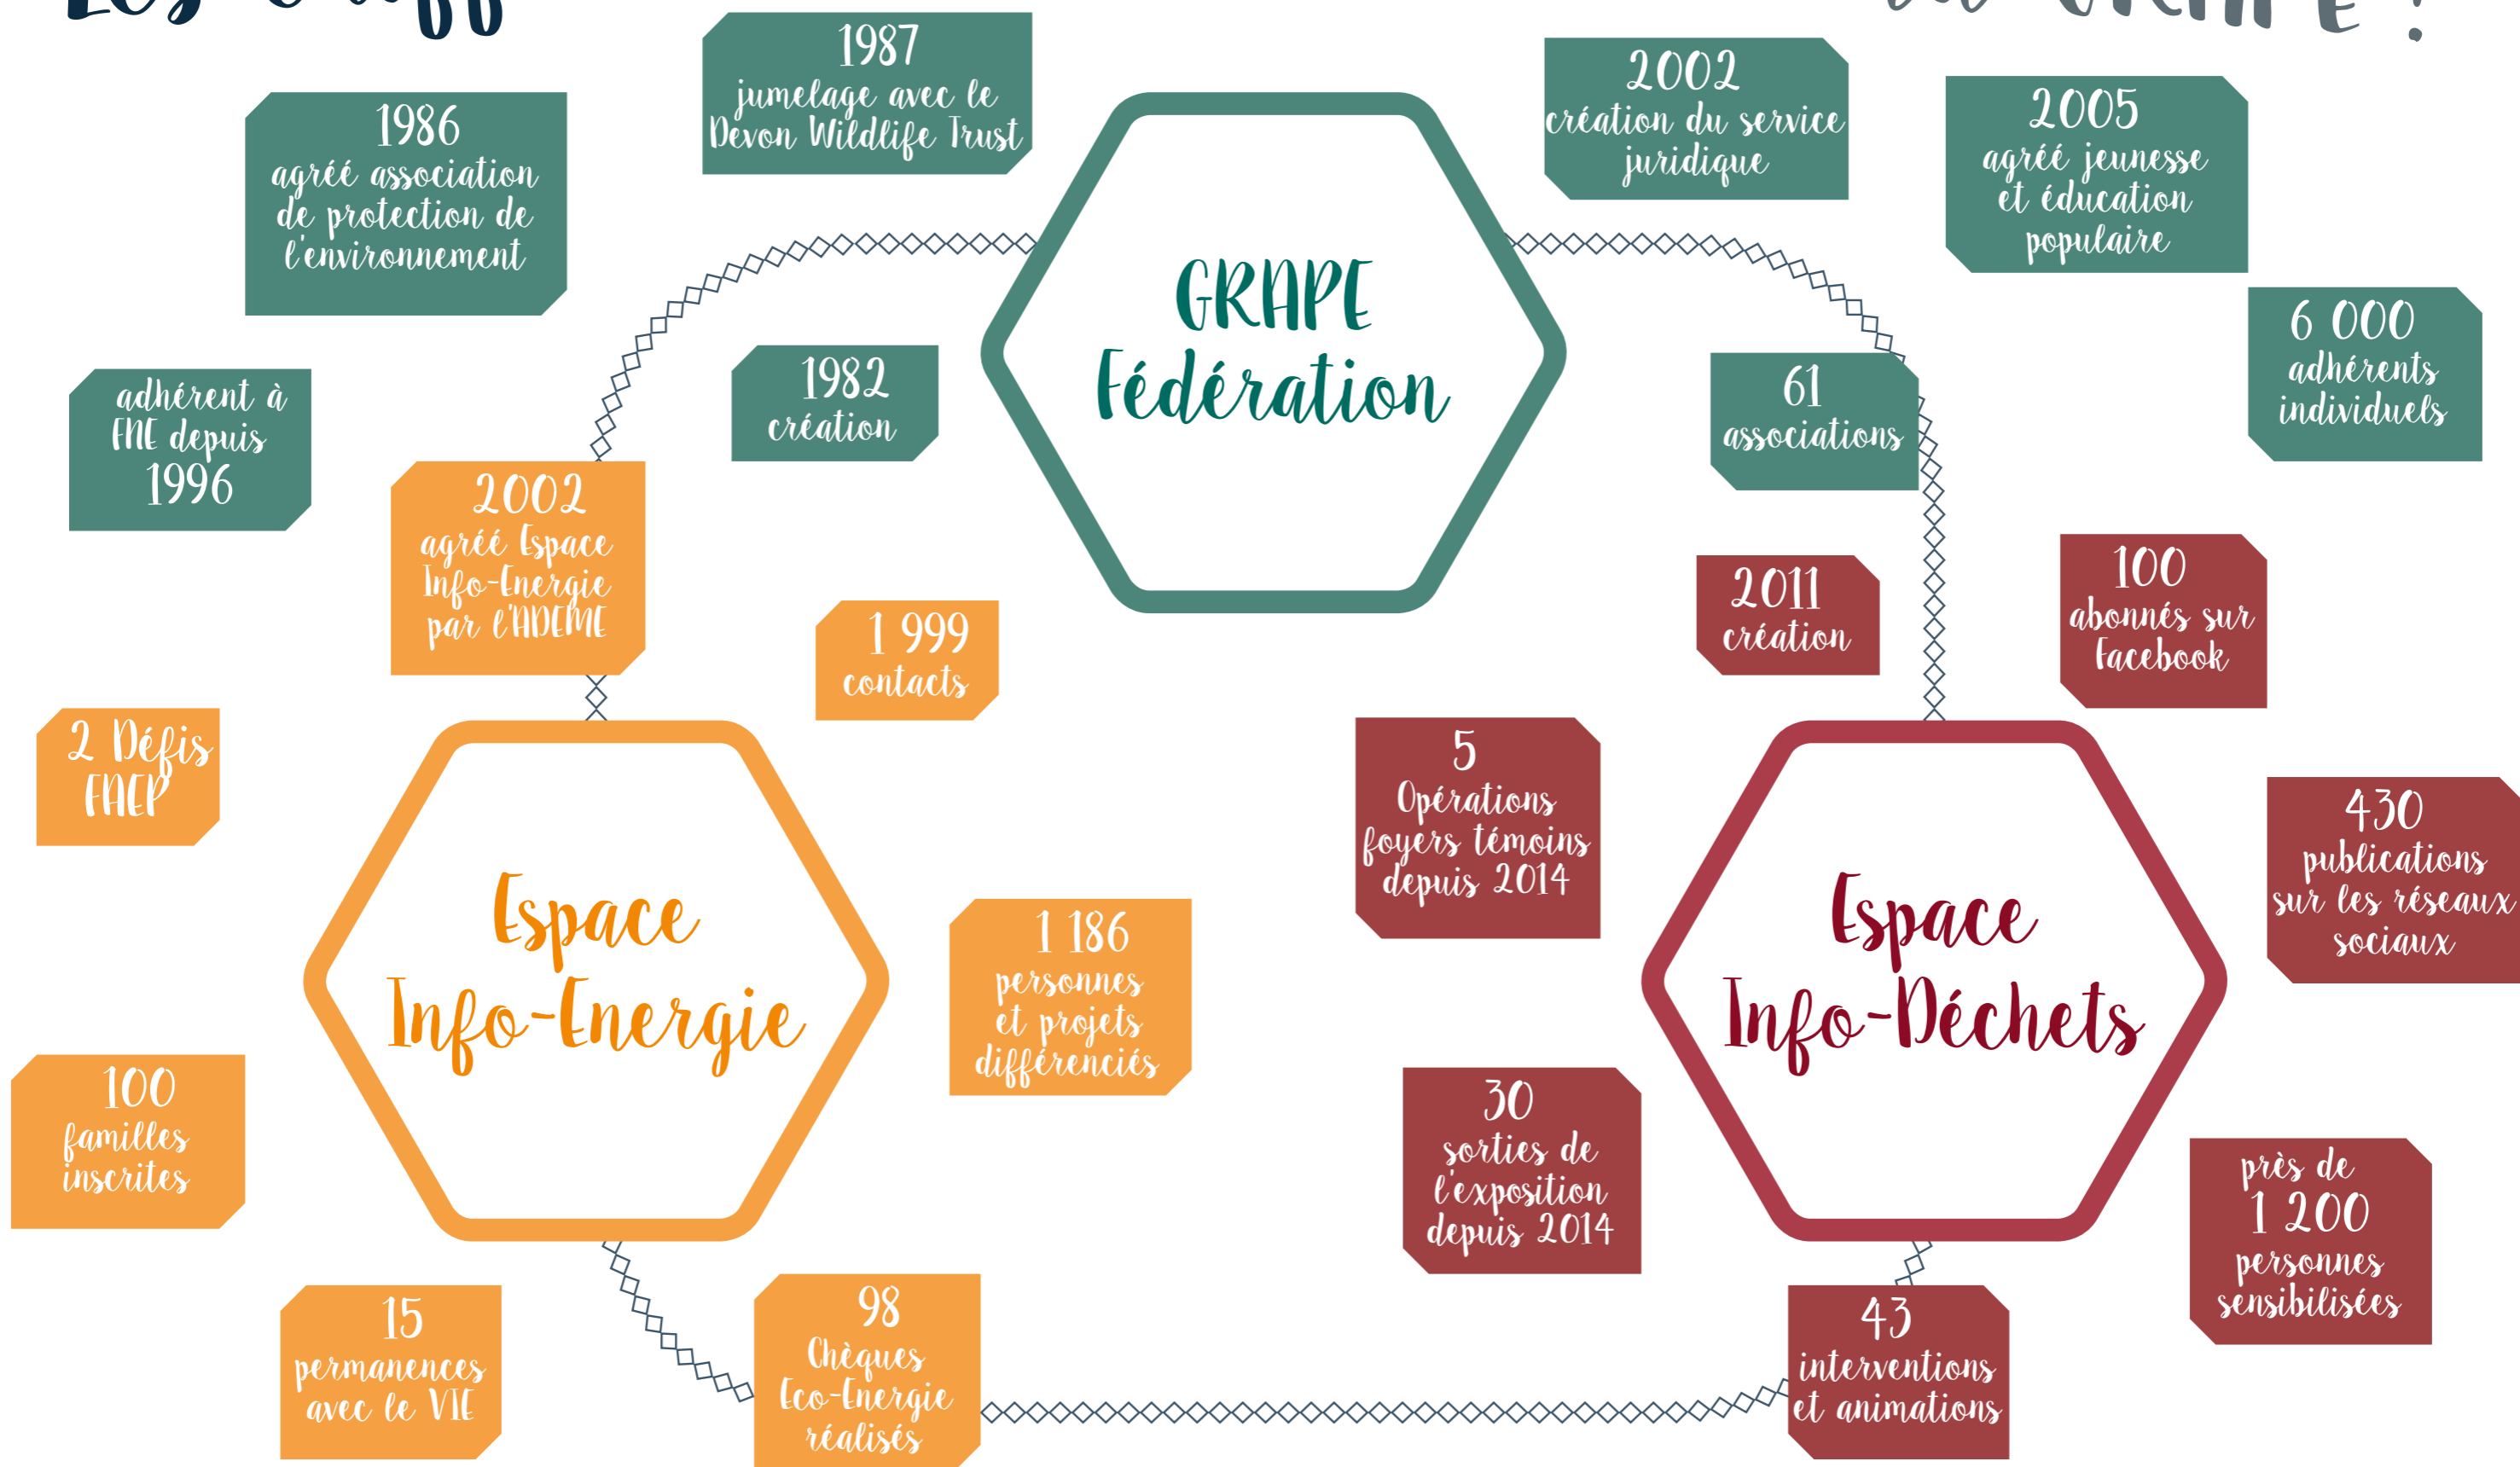 1987
jumelage avec le
Devon Wildlife Trust
2002
création du service
juridique
2005
agréé jeunesse
et éducation
populaire
1986
agréé association
de protection de
l'environnement
GRAPE
Fédération
6 000
adhérents
individuels
adhérent à
FNE depuis
1996
1982
création
61
associations
2002
agréé Espace
Info-Energie
par l'ADEME
1 999
contacts
2011
création
100
abonnés sur
Facebook
2 Défis
FAEP
5
Opérations
foyers témoins
depuis 2014
430
publications
sur les réseaux
sociaux
Espace
Info-Energie
1 186
personnes
et projets
différenciés
Espace
Info-Déchets
100
familles
inscrites
30
sorties de
l'exposition
depuis 2014
près de
1 200
personnes
sensibilisées
15
permanences
avec le VIE
98
Chèques
Eco-Energie
réalisés
43
interventions
et animations